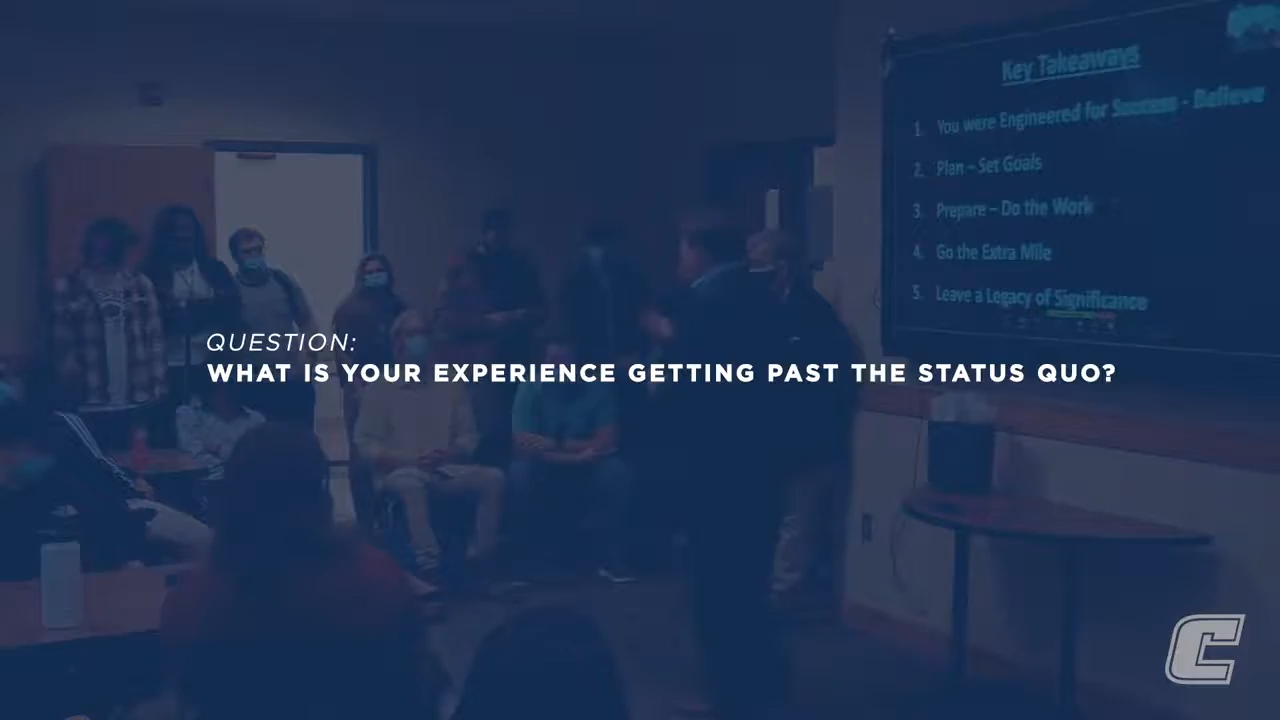 Key Takeaways
1. You were Engineered for Success - Believe
2. Plan – Set Goals
3. Prepare – Do the Work
4. Go the Extra Mile
5. Leave a Legacy of Significance
QUESTION:
WHAT IS YOUR EXPERIENCE GETTING PAST THE STATUS QUO?
C